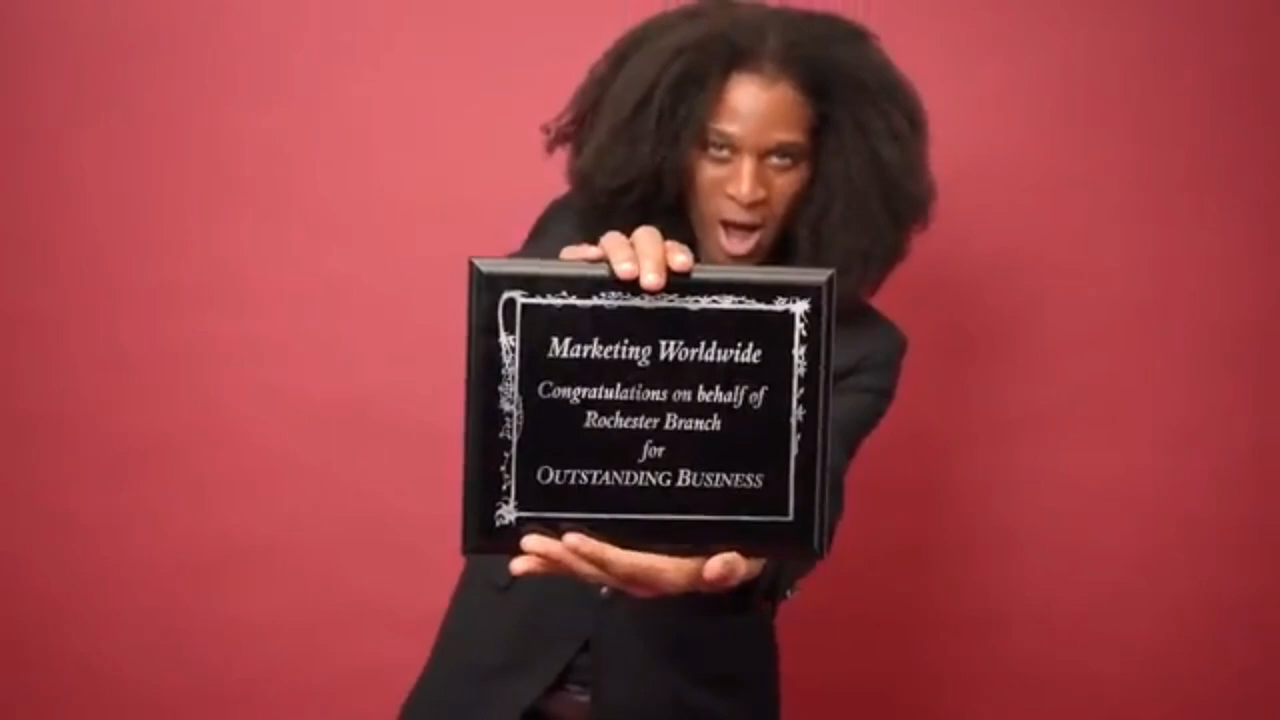 Marketing Worldwide
Congratulations on behalf of
Rochester Branch
for
OUTSTANDING BUSINESS